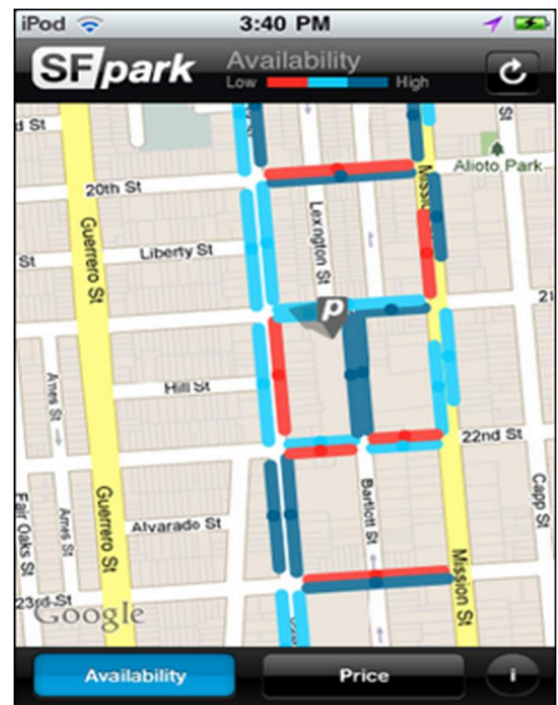 iPod
3:40 PM
SFpark
Availability
Low
High
d St
St
Alioto Park
20th St
Mission
Guerrero St
Lexington St
Liberty St
St
P
21
Ames St
Hill St
22nd St
Guerrero St
Fair Oaks St
Ames St
Alvarado St
Bartlett St
Capp St
Mission St
23rd St
Google
Availability
Price
i